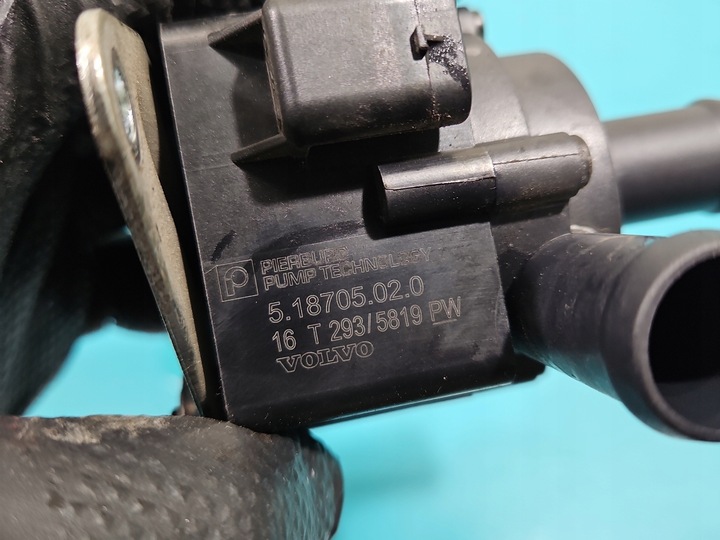 p PIERBURG
PUMP TECHNOLOGY
5.18705.02.0
16 T 293/5819 PW
VOLVO